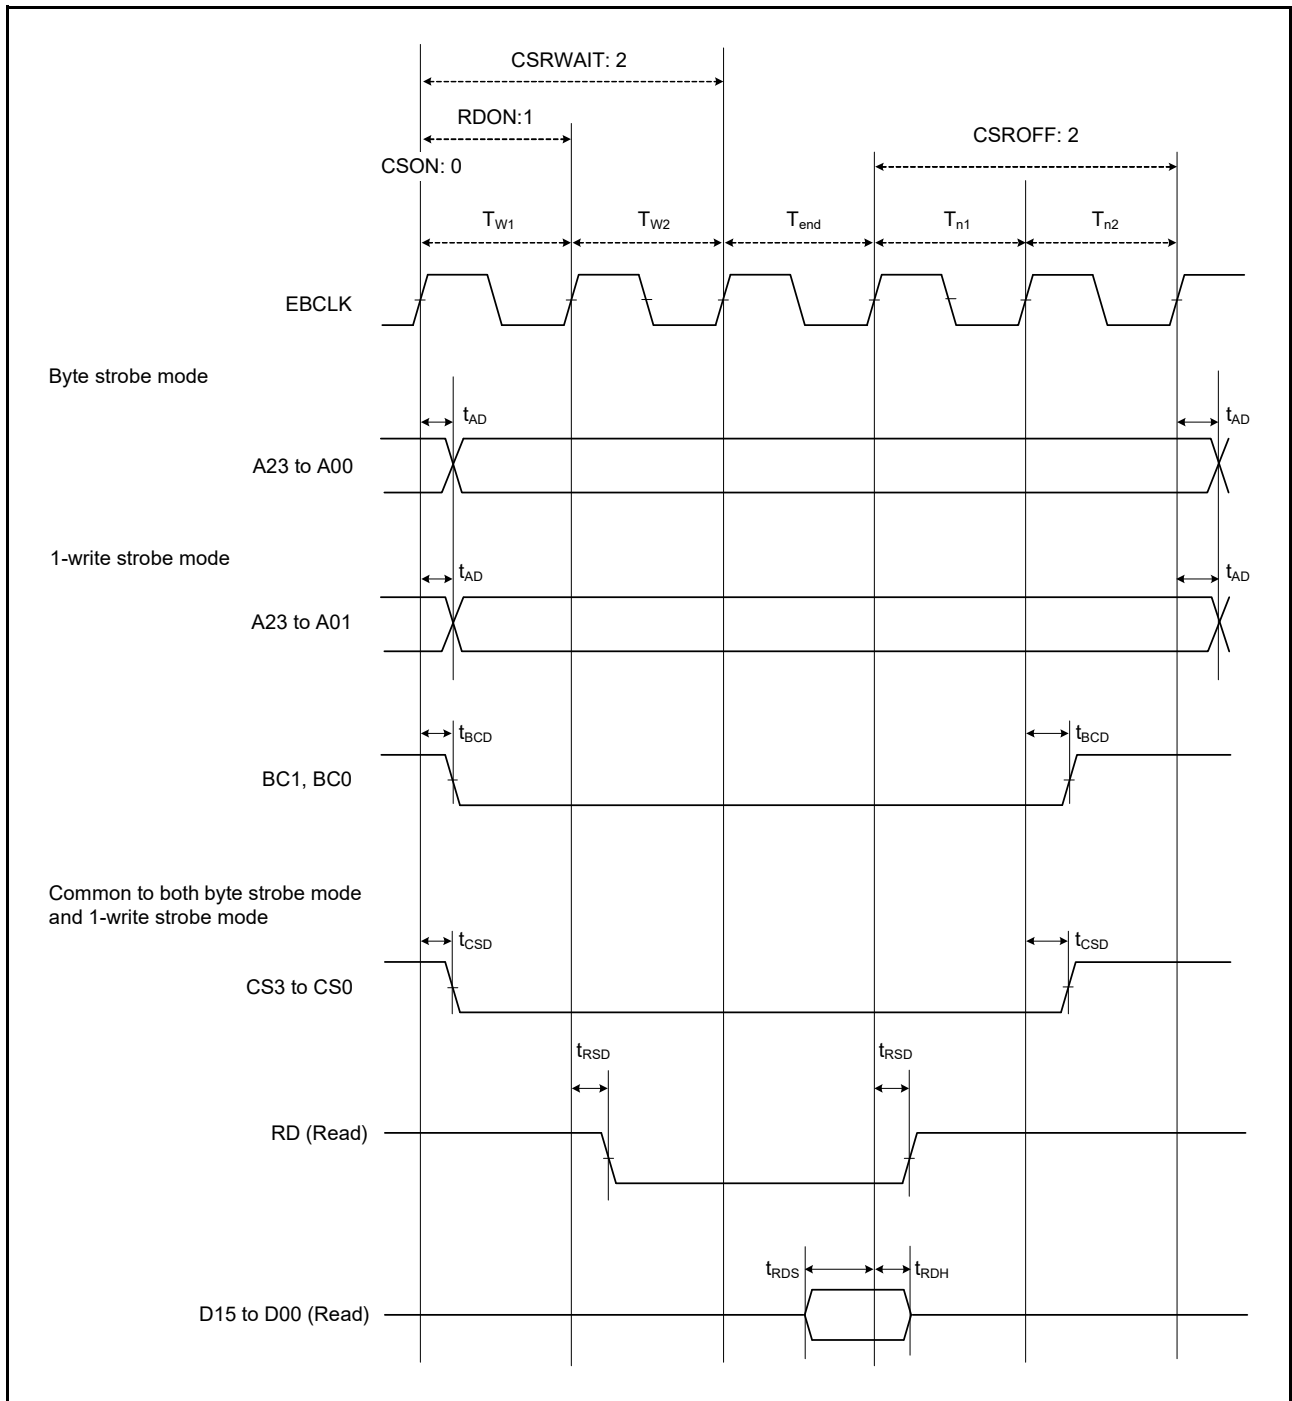 CSRWAIT: 2
RDON:1
CSROFF: 2
CSON: 0
TW1 TW2 Tend Tn1 Tn2
EBCLK
Byte strobe mode
tAD tAD
A23 to A00
1-write strobe mode
tAD tAD
A23 to A01
tBCD tBCD
BC1, BC0
Common to both byte strobe mode
and 1-write strobe mode
tCSD tCSD
CS3 to CS0
tRSD tRSD
RD (Read)
tRDS tRDH
D15 to D00 (Read)